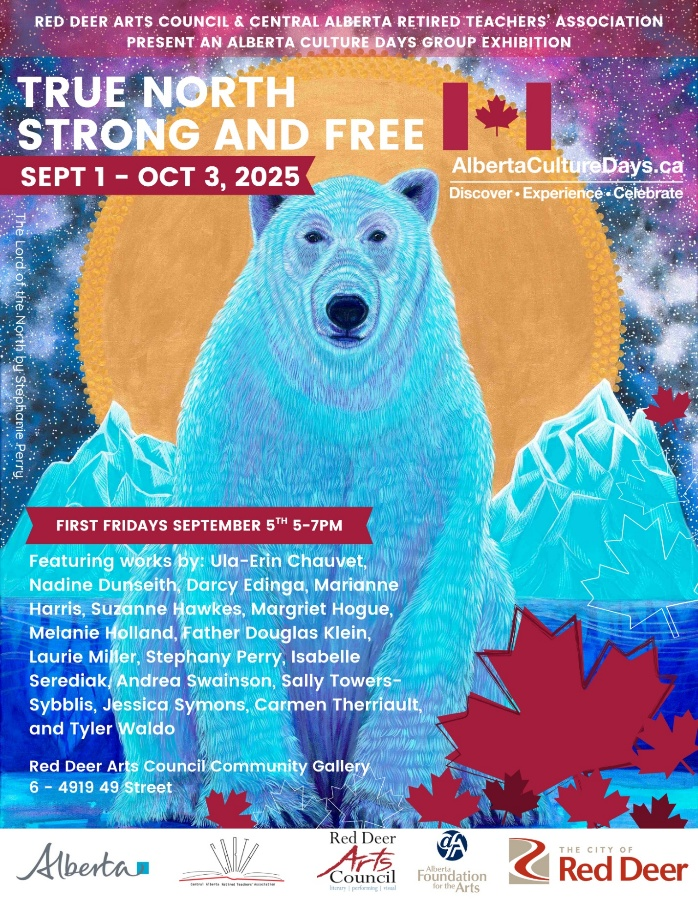 RED DEER ARTS COUNCIL & CENTRAL ALBERTA RETIRED TEACHERS' ASSOCIATION
PRESENT AN ALBERTA CULTURE DAYS GROUP EXHIBITION
TRUE NORTH
STRONG AND FREE
SEPT 1 - OCT 3, 2025
AlbertaCultureDays.ca
Discover • Experience • Celebrate
The Lord of the North by Stephanie Perry
FIRST FRIDAYS SEPTEMBER 5TH 5-7PM
Featuring works by: Ula-Erin Chauvet,
Nadine Dunseith, Darcy Edinga, Marianne
Harris, Suzanne Hawkes, Margriet Hogue,
Melanie Holland, Father Douglas Klein,
Laurie Miller, Stephany Perry, Isabelle
Serediak, Andrea Swainson, Sally Towers-
Sybblis, Jessica Symons, Carmen Therriault,
and Tyler Waldo
Red Deer Arts Council Community Gallery
6 - 4919 49 Street
Alberta
Central Alberta Retired Teachers' Association
Red Deer
Arts
Council
literary | performing | visual
afa
Alberta
Foundation
for the Arts
THE CITY OF
Red Deer